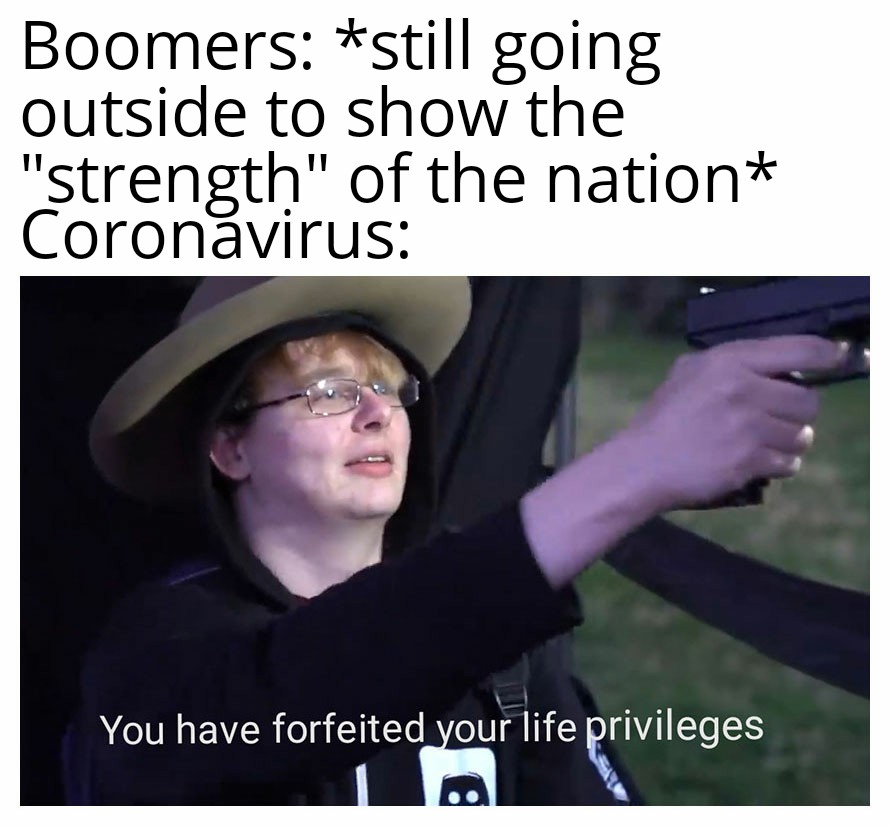 Boomers: *still going
outside to show the
"strength" of the nation*
Coronavirus:
You have forfeited your life privileges